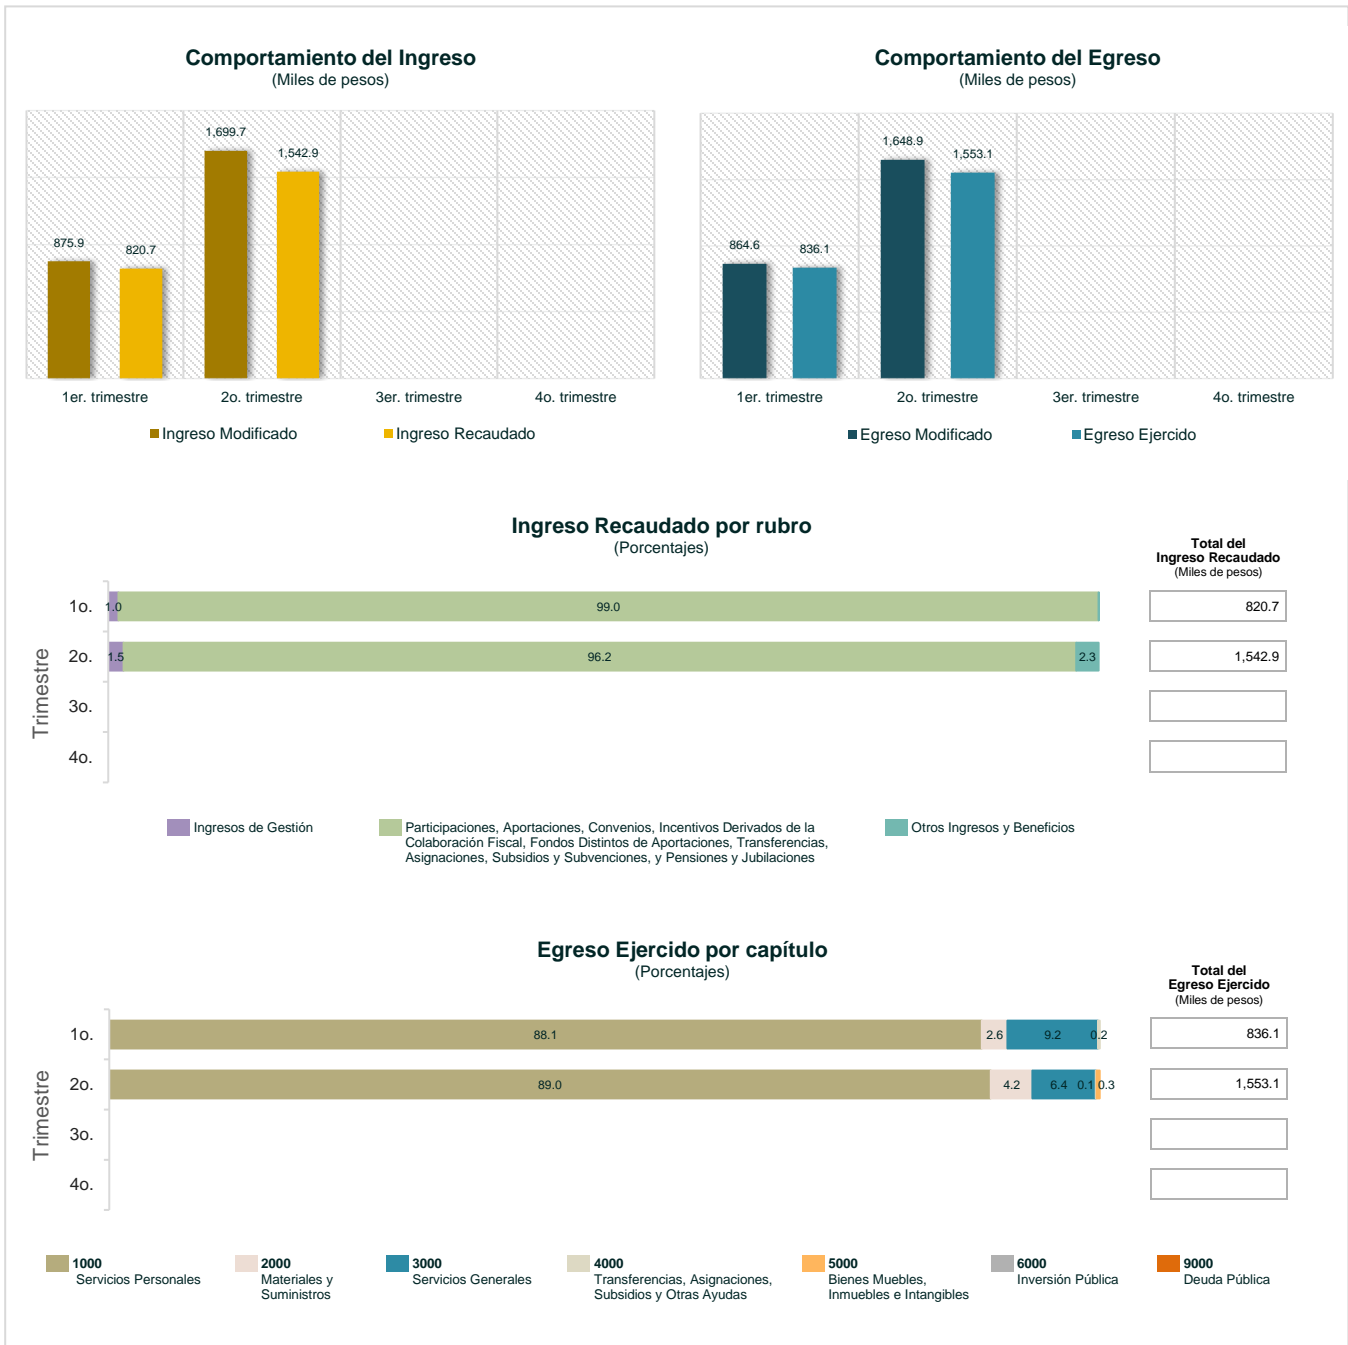 Comportamiento del Ingreso
(Miles de pesos)
875.9
820.7
1,699.7
1,542.9
1er. trimestre
2o. trimestre
3er. trimestre
4o. trimestre
Ingreso Modificado
Ingreso Recaudado
Comportamiento del Egreso
(Miles de pesos)
864.6
836.1
1,648.9
1,553.1
1er. trimestre
2o. trimestre
3er. trimestre
4o. trimestre
Egreso Modificado
Egreso Ejercido
Ingreso Recaudado por rubro
(Porcentajes)
Total del
Ingreso Recaudado
(Miles de pesos)
Trimestre
1o.
1.0
99.0
820.7
2o.
1.5
96.2
2.3
1,542.9
3o.
4o.
Ingresos de Gestión
Participaciones, Aportaciones, Convenios, Incentivos Derivados de la
Colaboración Fiscal, Fondos Distintos de Aportaciones, Transferencias,
Asignaciones, Subsidios y Subvenciones, y Pensiones y Jubilaciones
Otros Ingresos y Beneficios
Egreso Ejercido por capítulo
(Porcentajes)
Total del
Egreso Ejercido
(Miles de pesos)
Trimestre
1o.
88.1
2.6
9.2
0.2
836.1
2o.
89.0
4.2
6.4
0.1
0.3
1,553.1
3o.
4o.
1000
Servicios Personales
2000
Materiales y
Suministros
3000
Servicios Generales
4000
Transferencias, Asignaciones,
Subsidios y Otras Ayudas
5000
Bienes Muebles,
Inmuebles e Intangibles
6000
Inversión Pública
9000
Deuda Pública